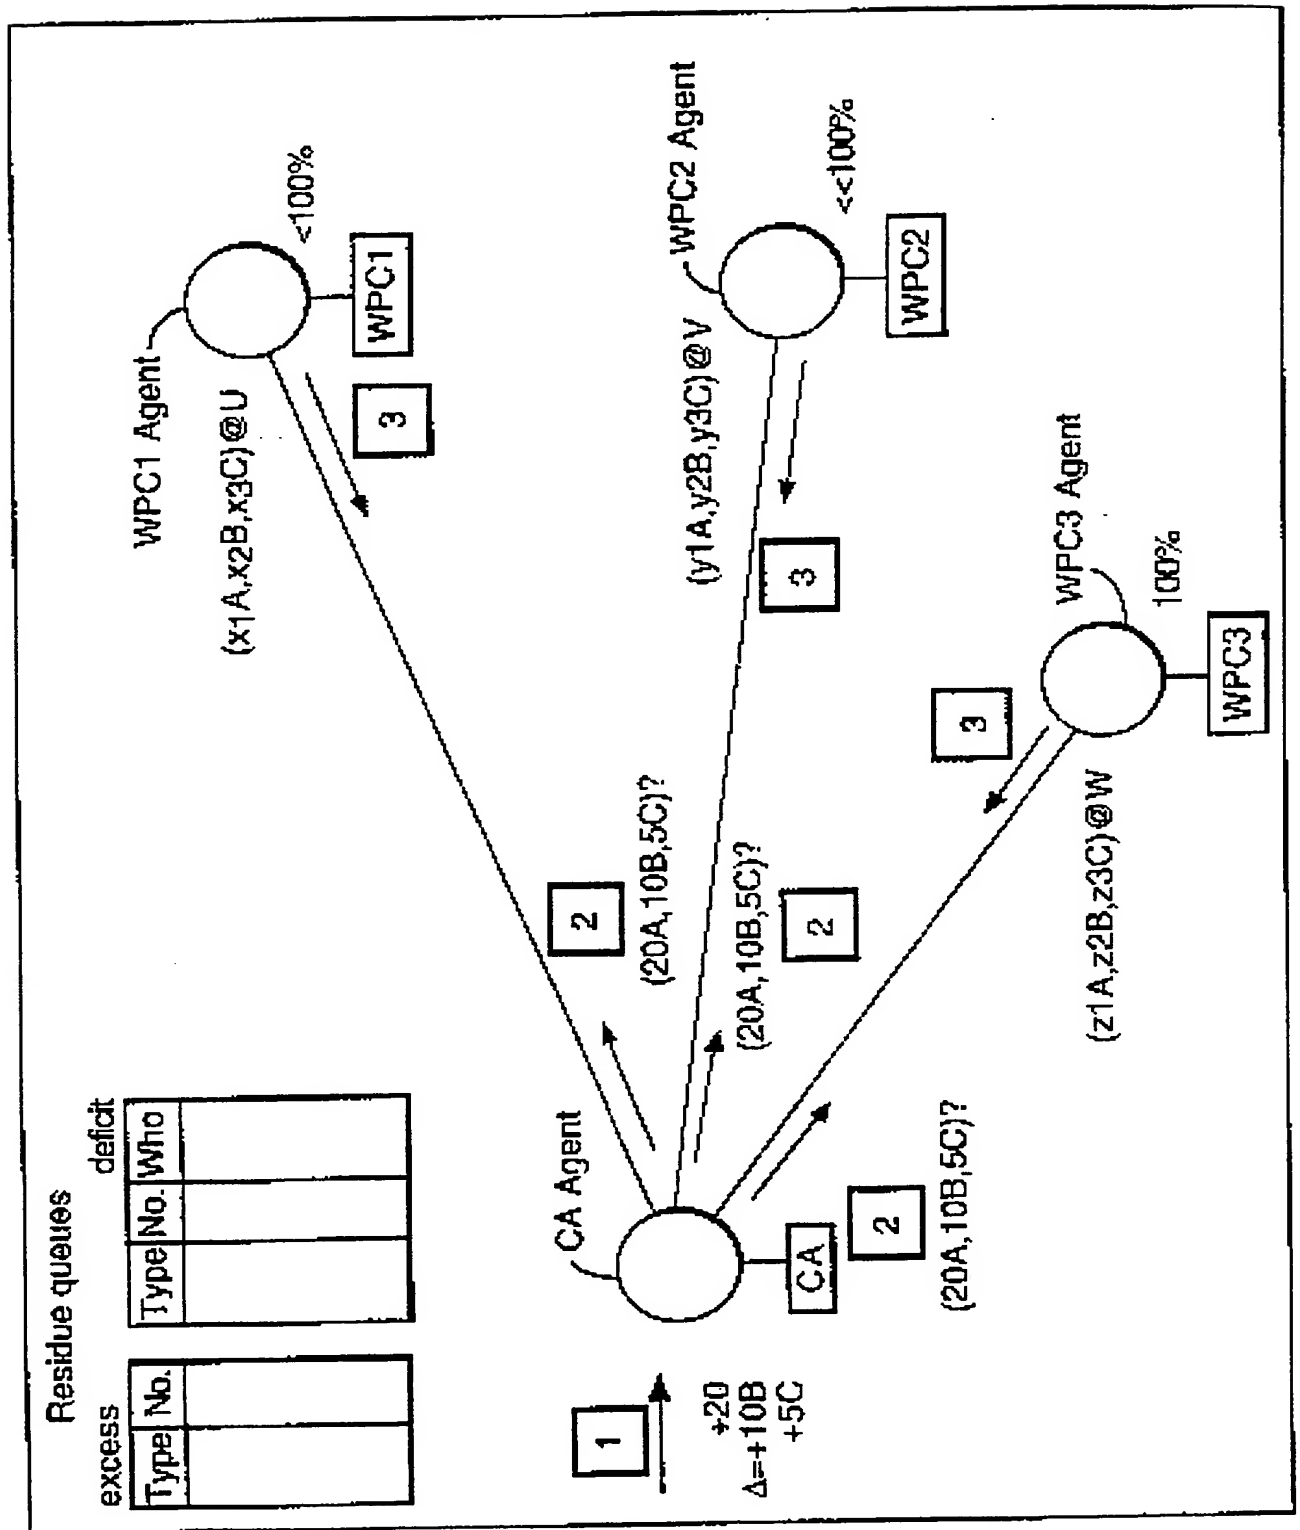 Residue queues
excess
deficit
Type No.
Type No. Who
1
+20
Δ=+10B
+5C
CA Agent
CA
2
(20A,10B,5C)?
2
(20A,10B,5C)?
2
(20A,10B,5C)?
WPC1 Agent
(x1A,x2B,x3C)@U
<100%
WPC1
3
WPC2 Agent
(y1A,y2B,y3C)@V
<<100%
WPC2
3
WPC3 Agent
100%
(z1A,z2B,z3C)@W
WPC3
3